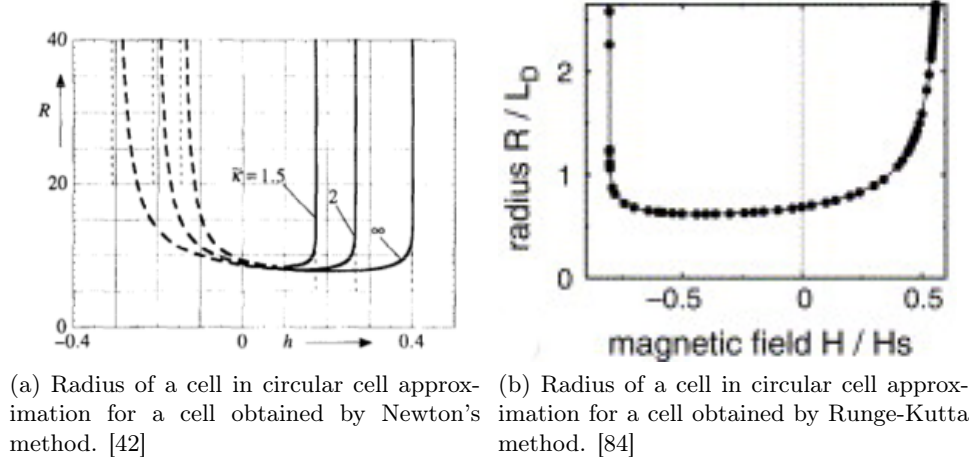 40
R
20
κ̃ = 1.5
2
∞
0
−0.4
0
h
0.4
radius R / L_D
2
1
0
−0.5
0
0.5
magnetic field H / Hs
(a) Radius of a cell in circular cell approx-
imation for a cell obtained by Newton's
method. [42]
(b) Radius of a cell in circular cell approx-
imation for a cell obtained by Runge-Kutta
method. [84]